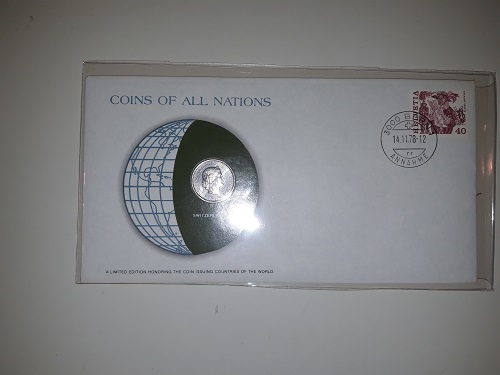 COINS OF ALL NATIONS
HELVETIA
40
3000
14.11.78-12
ANNAHME
A LIMITED EDITION HONORING THE COIN ISSUING COUNTRIES OF THE WORLD.